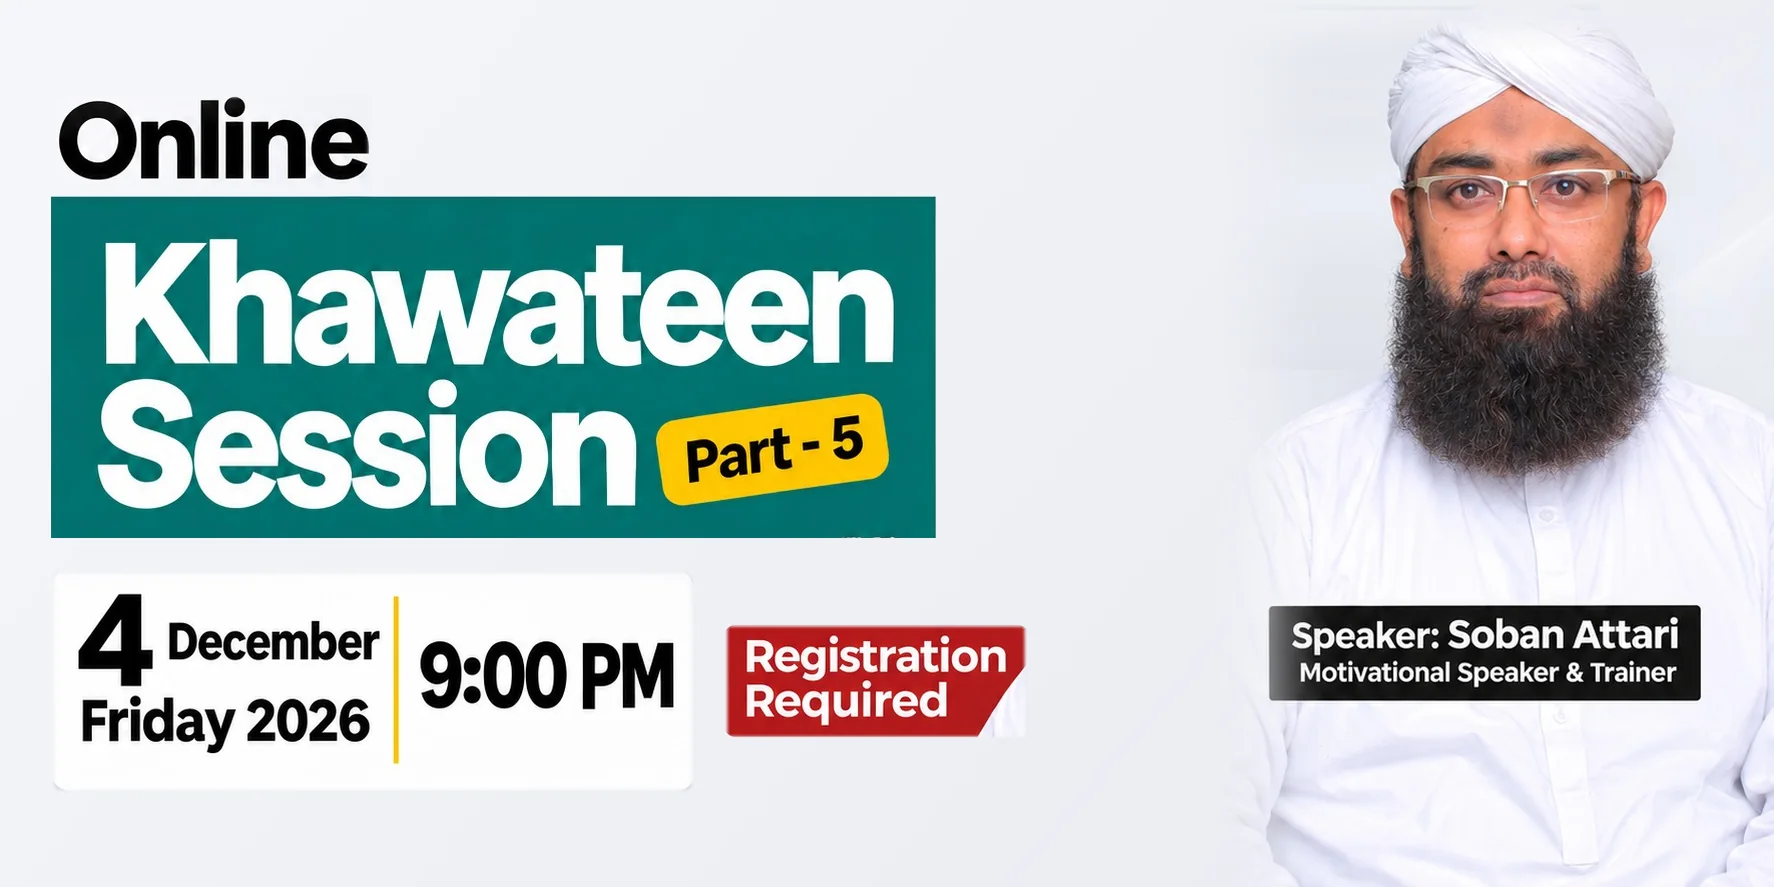 Online
Khawateen
Session
Part - 5
4 December
Friday 2026
9:00 PM
Registration
Required
Speaker: Soban Attari
Motivational Speaker & Trainer